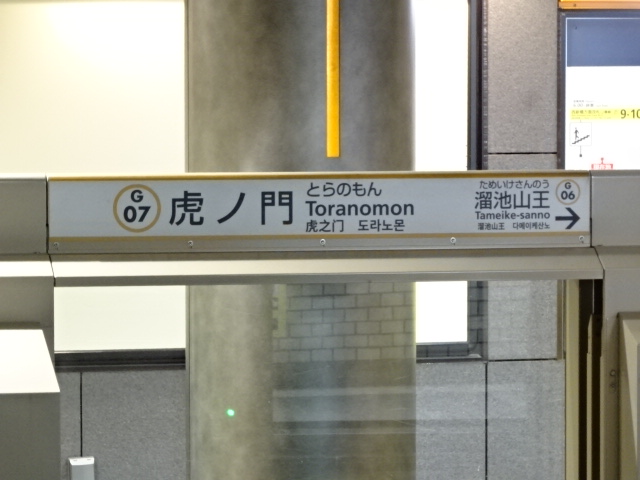 G
07
虎ノ門
とらのもん
Toranomon
虎之门 도라노몬
ためいけさんのう
溜池山王
Tameike-sanno
溜池山王 다메이케산노
G
06
9-10